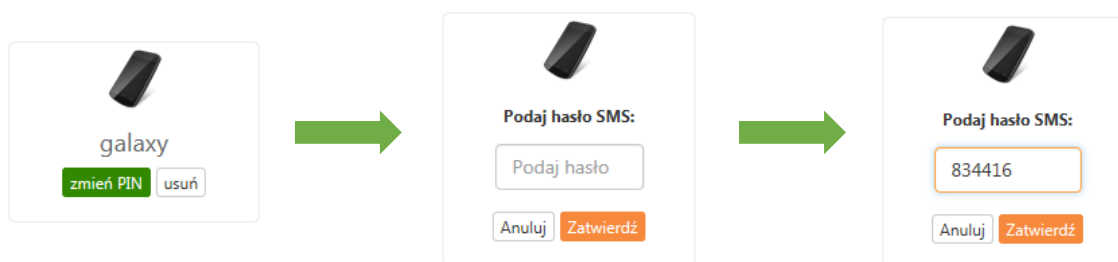 galaxy
zmień PIN usuń
Podaj hasło SMS:
Podaj hasło
Anuluj Zatwierdź
Podaj hasło SMS:
834416
Anuluj Zatwierdź